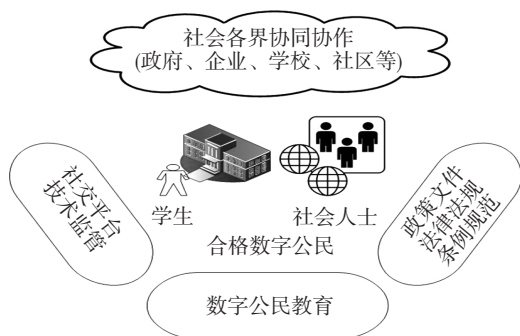 社会各界协同协作
(政府、企业、学校、社区等)
社交平台
技术监管
学生
社会人士
合格数字公民
政策文件
法律法规
条例规范
数字公民教育